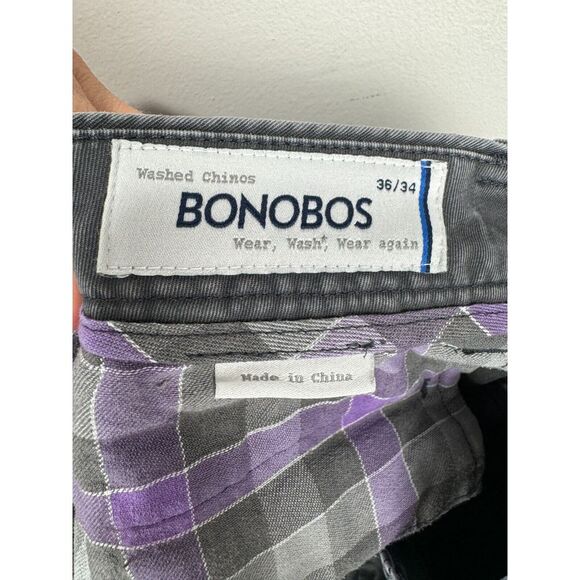 Washed Chinos
36/34
BONOBOS
Wear, Wash*, Wear again
Made in China